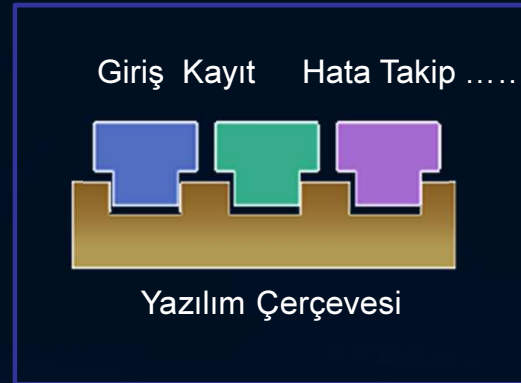 Giriş Kayıt Hata Takip .....
Yazılım Çerçevesi